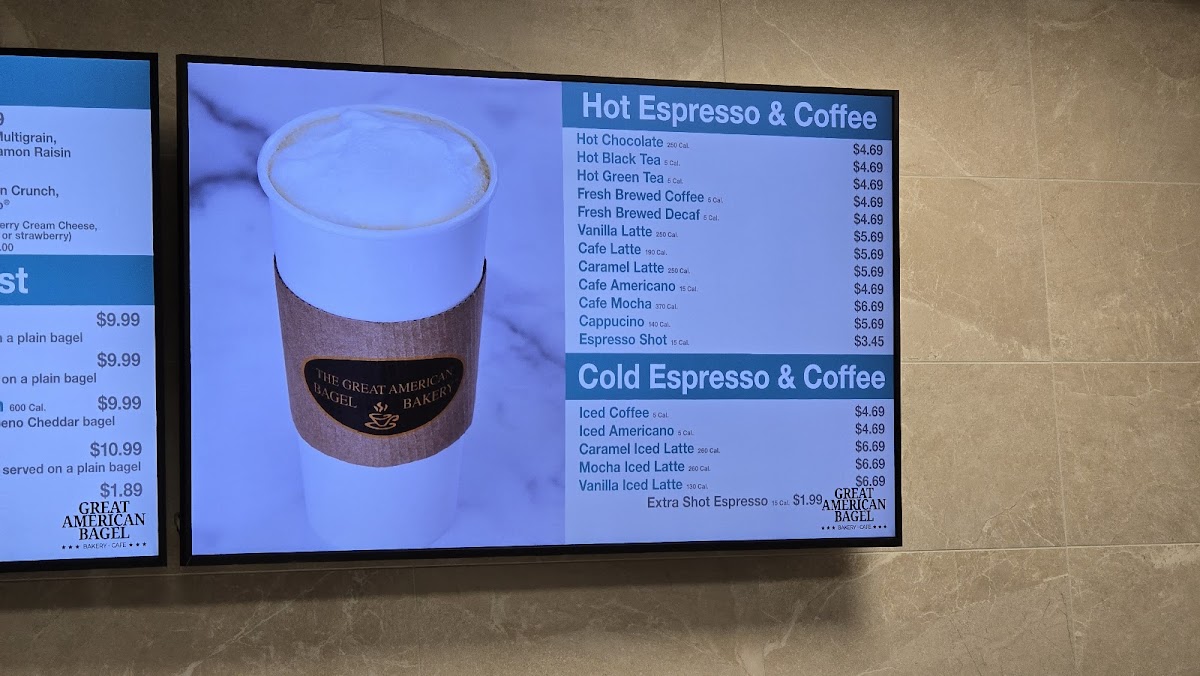 9
Multigrain,
amon Raisin
n Crunch,
o®
erry Cream Cheese,
or strawberry)
.00
st
$9.99
a plain bagel
$9.99
on a plain bagel
600 Cal. $9.99
eno Cheddar bagel
$10.99
served on a plain bagel
$1.89
GREAT
AMERICAN
BAGEL
BAKERY · CAFE
THE GREAT AMERICAN
BAGEL BAKERY
Hot Espresso & Coffee
Hot Chocolate 250 Cal. $4.69
Hot Black Tea 5 Cal. $4.69
Hot Green Tea 5 Cal. $4.69
Fresh Brewed Coffee 5 Cal. $4.69
Fresh Brewed Decaf 5 Cal. $4.69
Vanilla Latte 250 Cal. $5.69
Cafe Latte 190 Cal. $5.69
Caramel Latte 250 Cal. $5.69
Cafe Americano 15 Cal. $4.69
Cafe Mocha 370 Cal. $6.69
Cappucino 140 Cal. $5.69
Espresso Shot 15 Cal. $3.45
Cold Espresso & Coffee
Iced Coffee 5 Cal. $4.69
Iced Americano 5 Cal. $4.69
Caramel Iced Latte 260 Cal. $6.69
Mocha Iced Latte 200 Cal. $6.69
Vanilla Iced Latte 130 Cal. $6.69
Extra Shot Espresso 15 Cal. $1.99
GREAT
AMERICAN
BAGEL
BAKERY · CAFE